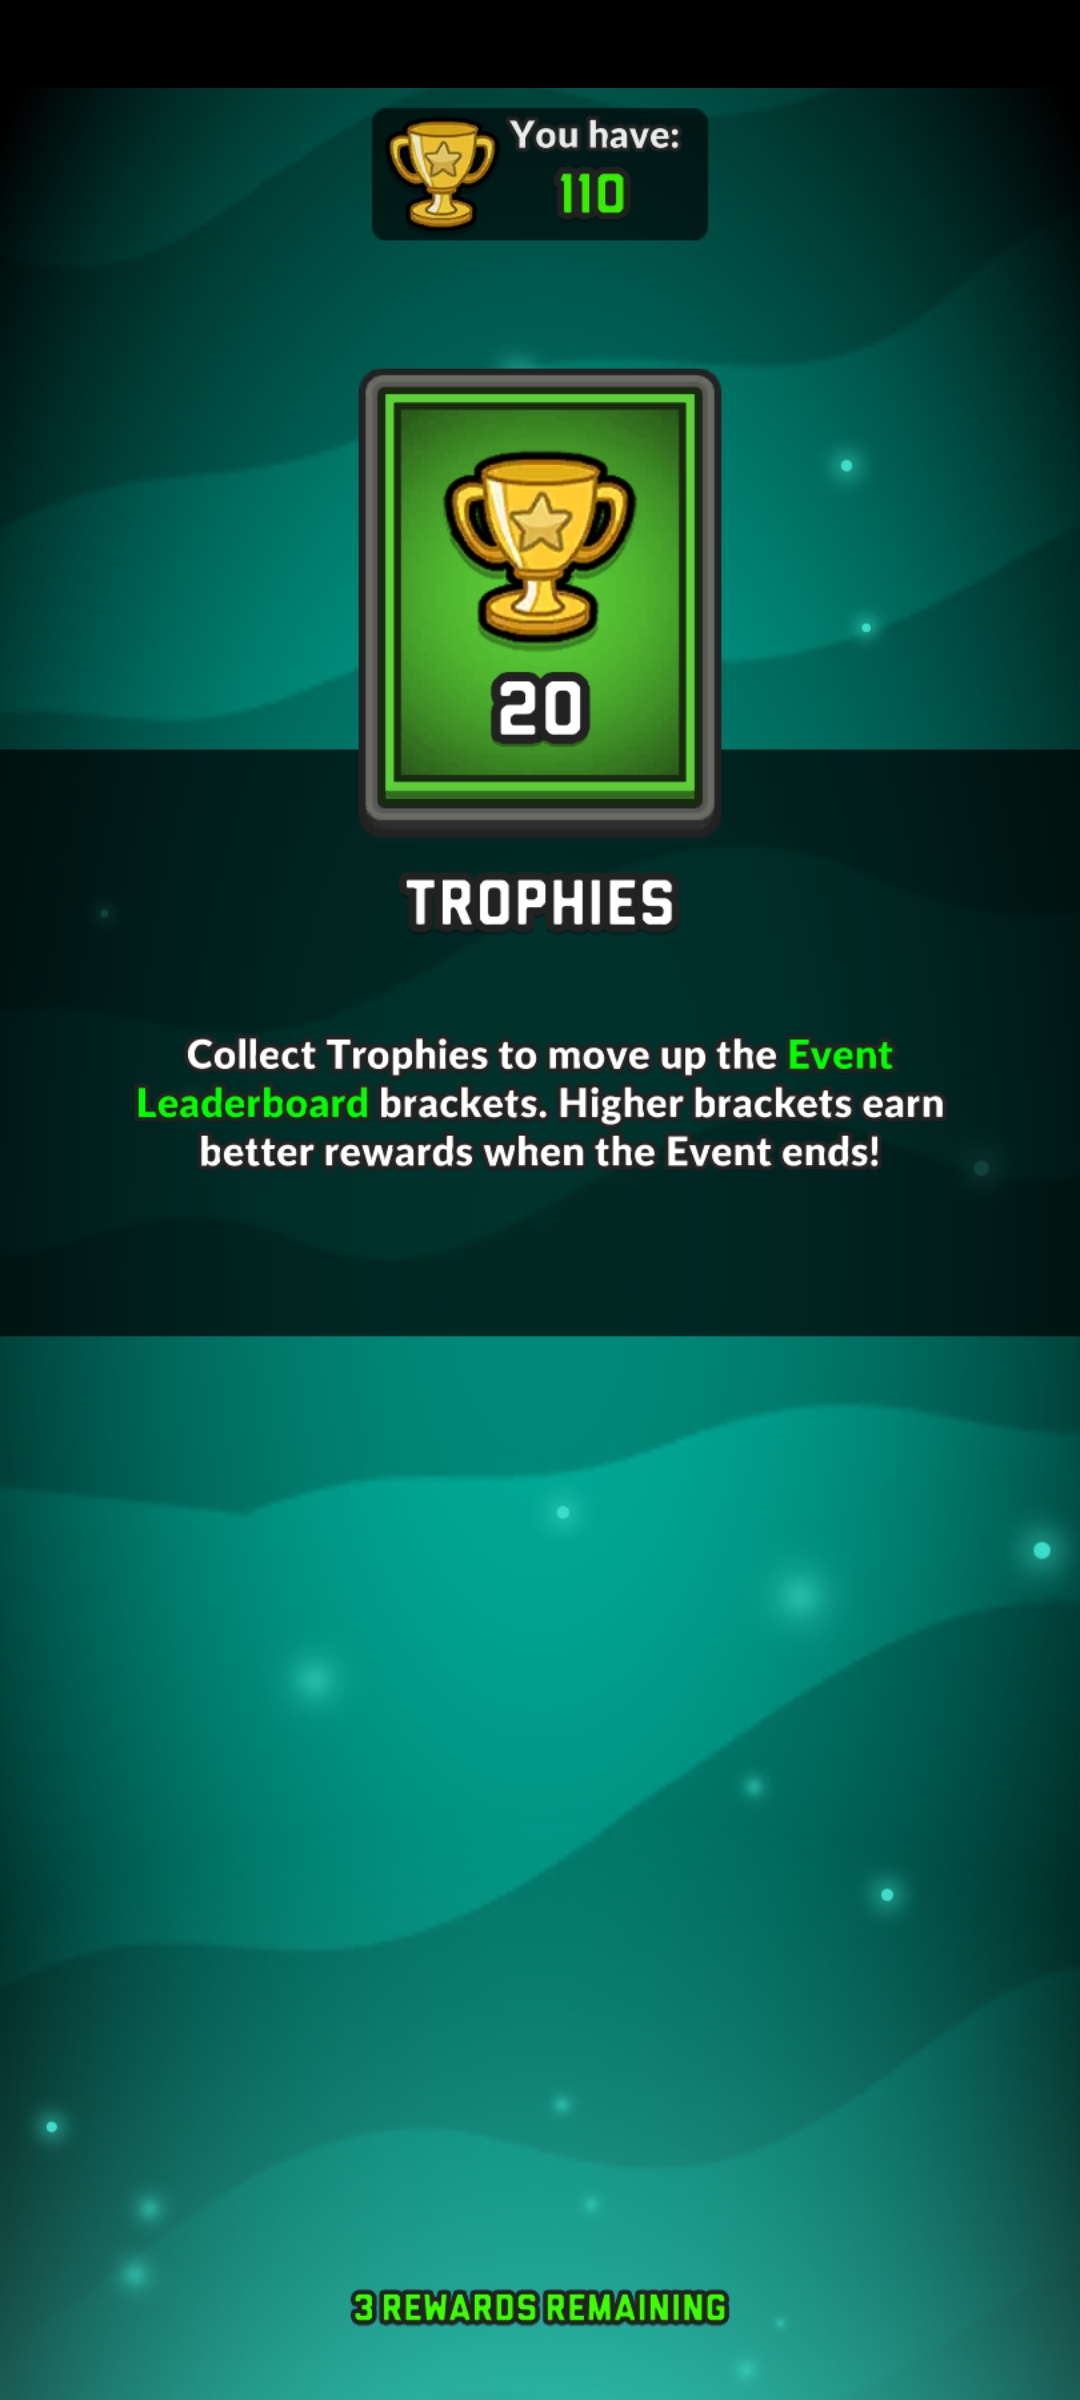 You have:
110
20
TROPHIES
Collect Trophies to move up the Event
Leaderboard brackets. Higher brackets earn
better rewards when the Event ends!
3 REWARDS REMAINING